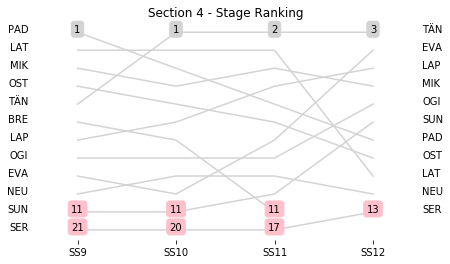 Section 4 - Stage Ranking
PAD 1 1 2 3 TÄN
LAT EVA
MIK LAP
OST MIK
TÄN OGI
BRE SUN
LAP PAD
OGI OST
EVA LAT
NEU NEU
SUN 11 11 11 13 SER
SER 21 20 17
SS9 SS10 SS11 SS12